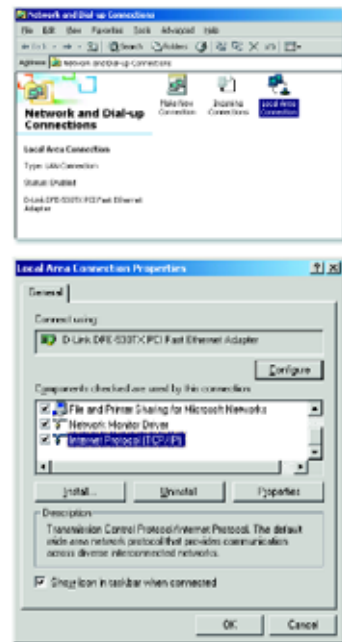 Network and Dial-up Connections
File Edit View Favorites Tools Advanced Help
Search Folders
Address Network and Dial-up Connections
Network and Dial-up
Connections
Make New
Connection
Incoming
Connections
Local Area
Connection
Local Area Connection
Type: LAN Connection
Status: Enabled
D-Link DFE-530TX PCI Fast Ethernet
Adapter
Local Area Connection Properties
General
Connect using:
D-Link DFE-530TX PCI Fast Ethernet Adapter
Configure
Components checked are used by this connection:
File and Printer Sharing for Microsoft Networks
Network Monitor Driver
Internet Protocol (TCP/IP)
Install...
Uninstall
Properties
Description
Transmission Control Protocol/Internet Protocol. The default
wide area network protocol that provides communication
across diverse interconnected networks.
Show icon in taskbar when connected
OK
Cancel